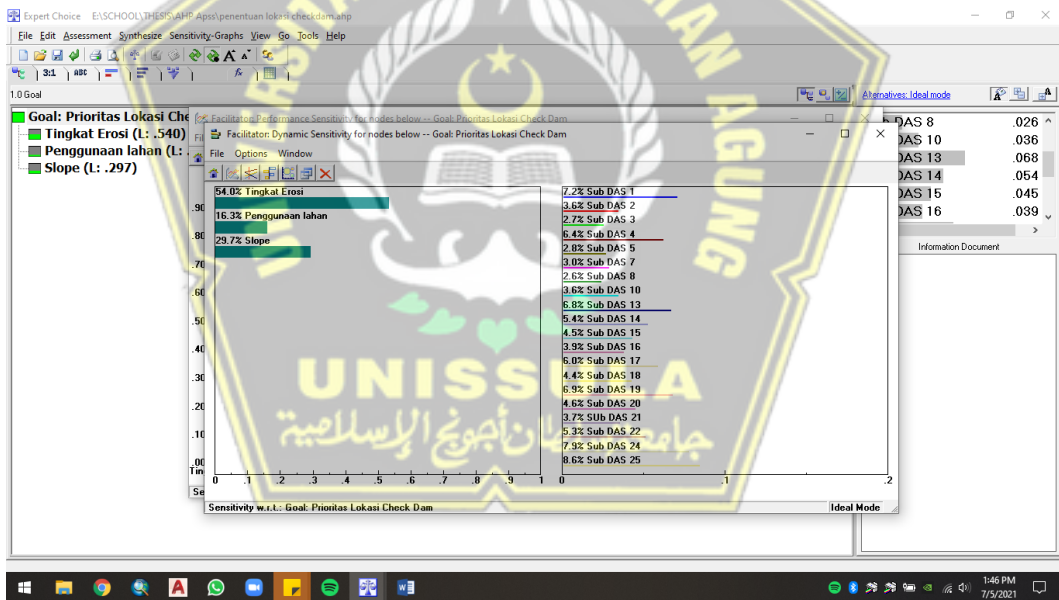 Expert Choice E:\SCHOOL\THESIS\AHP Apss\penentuan lokasi checkdam.ahp
File Edit Assessment Synthesize Sensitivity-Graphs View Go Tools Help
3:1 ABC
1.0 Goal
Alternatives: Ideal mode
Goal: Prioritas Lokasi Che
Tingkat Erosi (L: .540)
Penggunaan lahan (L:
Slope (L: .297)
Facilitator: Performance Sensitivity for nodes below -- Goal: Prioritas Lokasi Check Dam
Facilitator: Dynamic Sensitivity for nodes below -- Goal: Prioritas Lokasi Check Dam
File Options Window
54.0% Tingkat Erosi
16.3% Penggunaan lahan
29.7% Slope
.90
.80
.70
.60
.50
.40
.30
.20
.10
.00
Tin
Se
0 .1 .2 .3 .4 .5 .6 .7 .8 .9 1
7.2% Sub DAS 1
3.6% Sub DAS 2
2.7% Sub DAS 3
6.4% Sub DAS 4
2.8% Sub DAS 5
3.0% Sub DAS 7
2.6% Sub DAS 8
3.6% Sub DAS 10
6.8% Sub DAS 13
5.4% Sub DAS 14
4.5% Sub DAS 15
3.9% Sub DAS 16
6.0% Sub DAS 17
4.4% Sub DAS 18
6.9% Sub DAS 19
4.6% Sub DAS 20
3.7% SUb DAS 21
5.3% Sub DAS 22
7.9% Sub DAS 24
8.6% Sub DAS 25
0 .1 .2
Sensitivity w.r.t.: Goal: Prioritas Lokasi Check Dam
Ideal Mode
DAS 8 .026
DAS 10 .036
DAS 13 .068
DAS 14 .054
DAS 15 .045
DAS 16 .039
Information Document
UNISSULA
جامعة سلطان أجونج الإسلامية
1:46 PM
7/5/2021